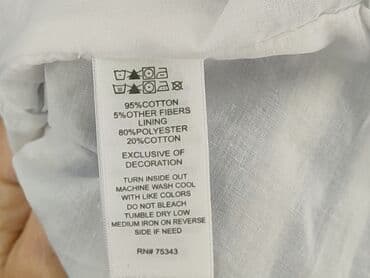 95%COTTON
5%OTHER FIBERS
LINING
80%POLYESTER
20%COTTON
EXCLUSIVE OF
DECORATION
TURN INSIDE OUT
MACHINE WASH COOL
WITH LIKE COLORS
DO NOT BLEACH
TUMBLE DRY LOW
MEDIUM IRON ON REVERSE
SIDE IF NEED
RN# 75343